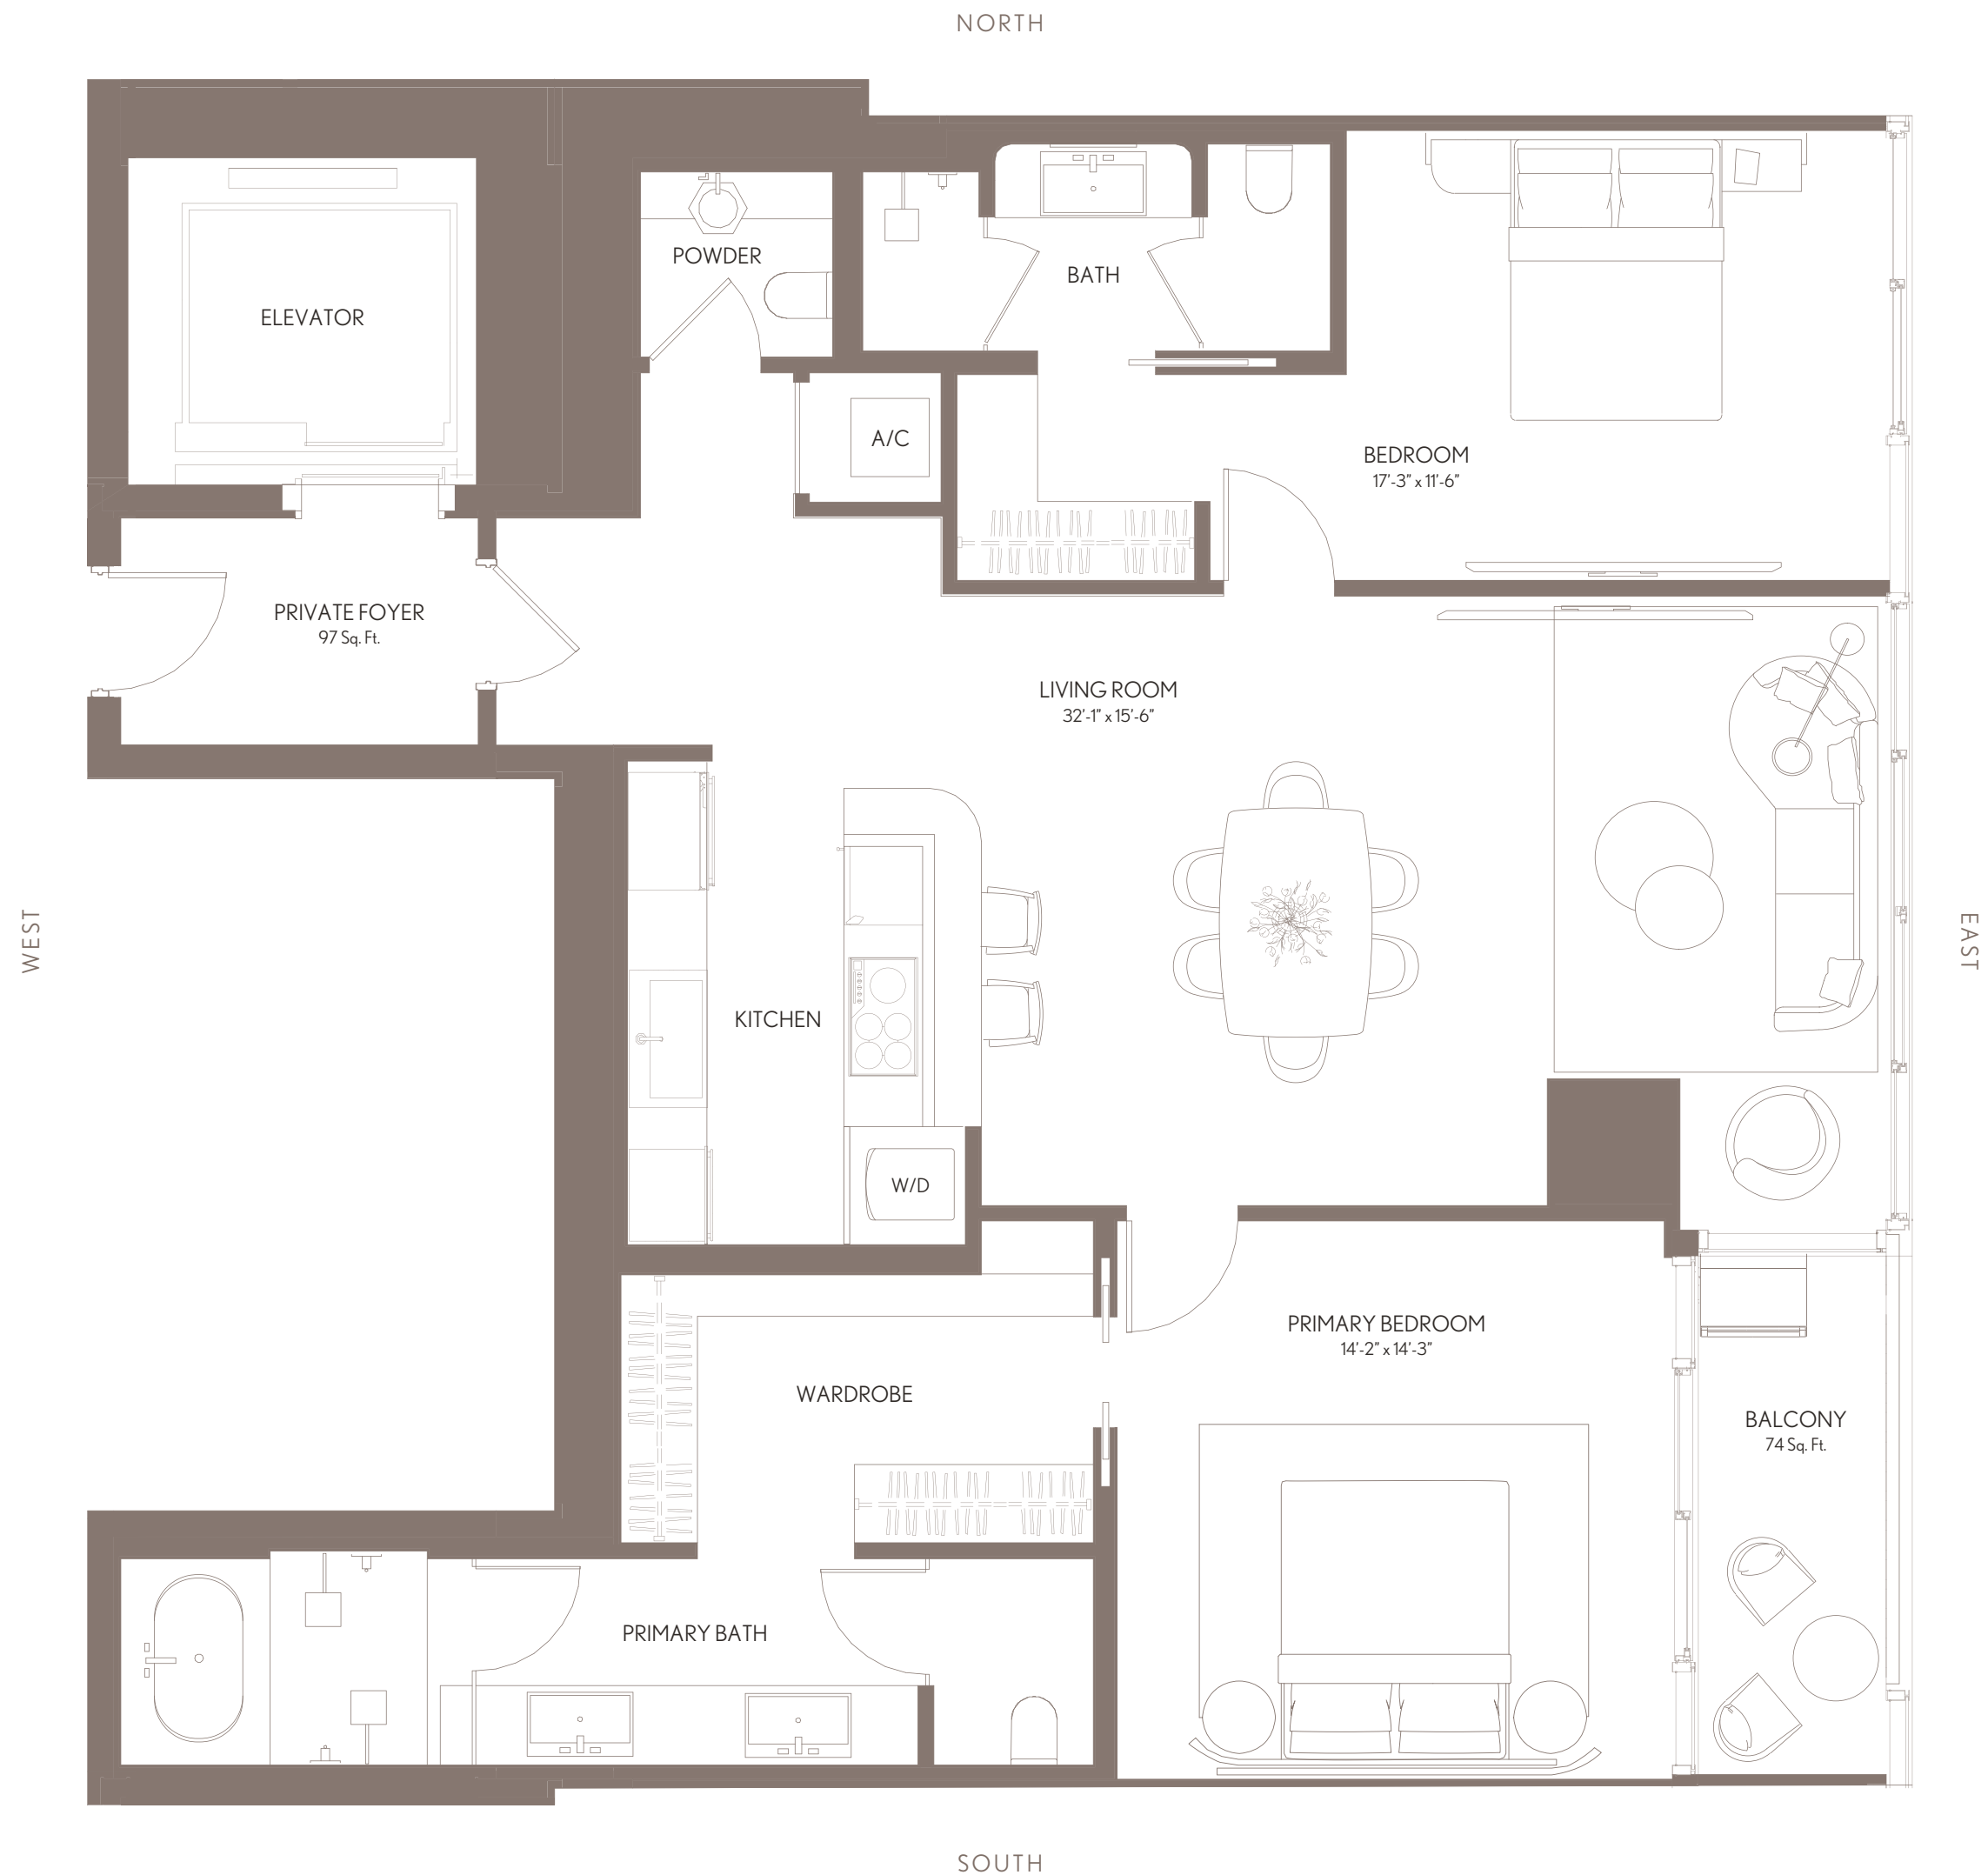 NORTH
POWDER
BATH
ELEVATOR
A/C
BEDROOM
17'-3" x 11'-6"
PRIVATE FOYER
97 Sq. Ft.
LIVING ROOM
32'-1" x 15'-6"
WEST
EAST
KITCHEN
W/D
PRIMARY BEDROOM
14'-2" x 14'-3"
WARDROBE
BALCONY
74 Sq. Ft.
PRIMARY BATH
SOUTH